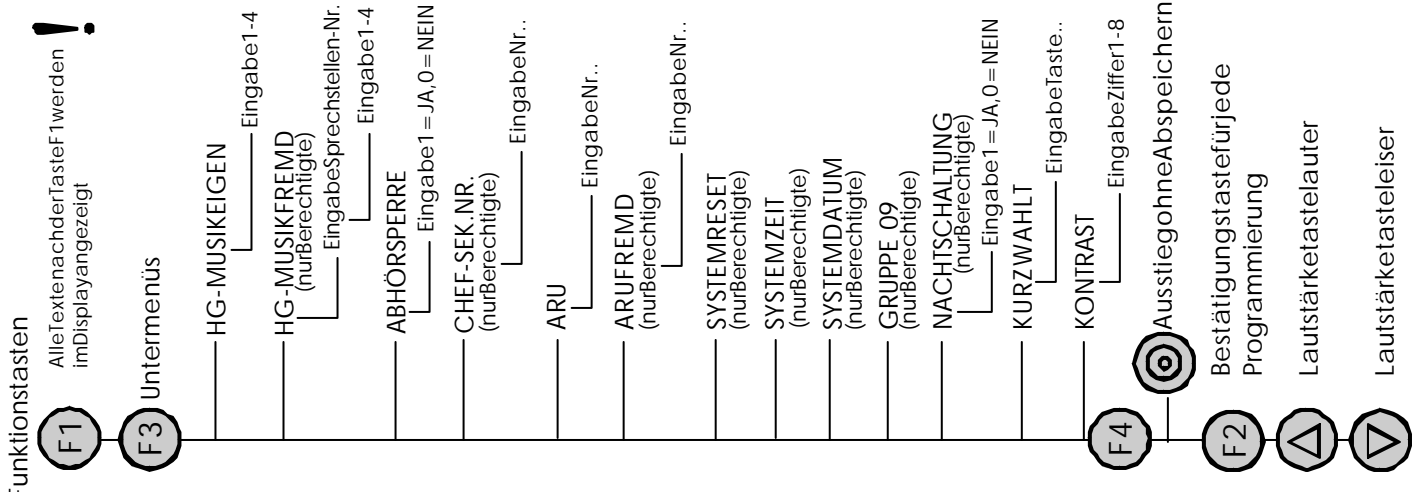 Funktionstasten
F1
AlleTextenachderTasteF1werden
imDisplayangezeigt
!
F3
Untermenüs
HG-MUSIKEIGEN
Eingabe1-4
HG-MUSIKFREMD
(nurBerechtigte)
EingabeSprechstellen-Nr.
Eingabe1-4
ABHÖRSPERRE
Eingabe1=JA,0=NEIN
CHEF-SEK.NR.
(nurBerechtigte)
EingabeNr..
ARU
EingabeNr..
ARUFREMD
(nurBerechtigte)
EingabeNr..
SYSTEMRESET
(nurBerechtigte)
SYSTEMZEIT
(nurBerechtigte)
SYSTEMDATUM
(nurBerechtigte)
GRUPPE 09
(nurBerechtigte)
NACHTSCHALTUNG
(nurBerechtigte)
Eingabe1=JA,0=NEIN
KURZWAHLT
EingabeTaste..
KONTRAST
EingabeZiffer1-8
F4
AusstiegohneAbspeichern
F2
Bestätigungstastefürjede
Programmierung
Lautstärketastelauter
Lautstärketasteleiser